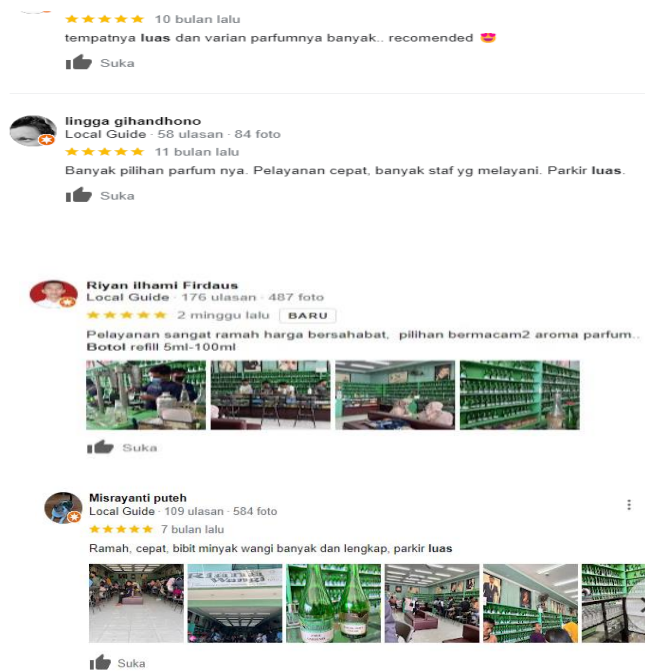 10 bulan lalu
tempatnya luas dan varian parfumnya banyak.. recomended 🤩
Suka
lingga gihandhono
Local Guide · 58 ulasan · 84 foto
11 bulan lalu
Banyak pilihan parfum nya. Pelayanan cepat, banyak staf yg melayani. Parkir luas.
Suka
Riyan ilhami Firdaus
Local Guide · 176 ulasan · 487 foto
2 minggu lalu BARU
Pelayanan sangat ramah harga bersahabat, pilihan bermacam2 aroma parfum..
Botol refill 5ml-100ml
Suka
Misrayanti puteh
Local Guide · 109 ulasan · 584 foto
7 bulan lalu
Ramah, cepat, bibit minyak wangi banyak dan lengkap, parkir luas
Suka